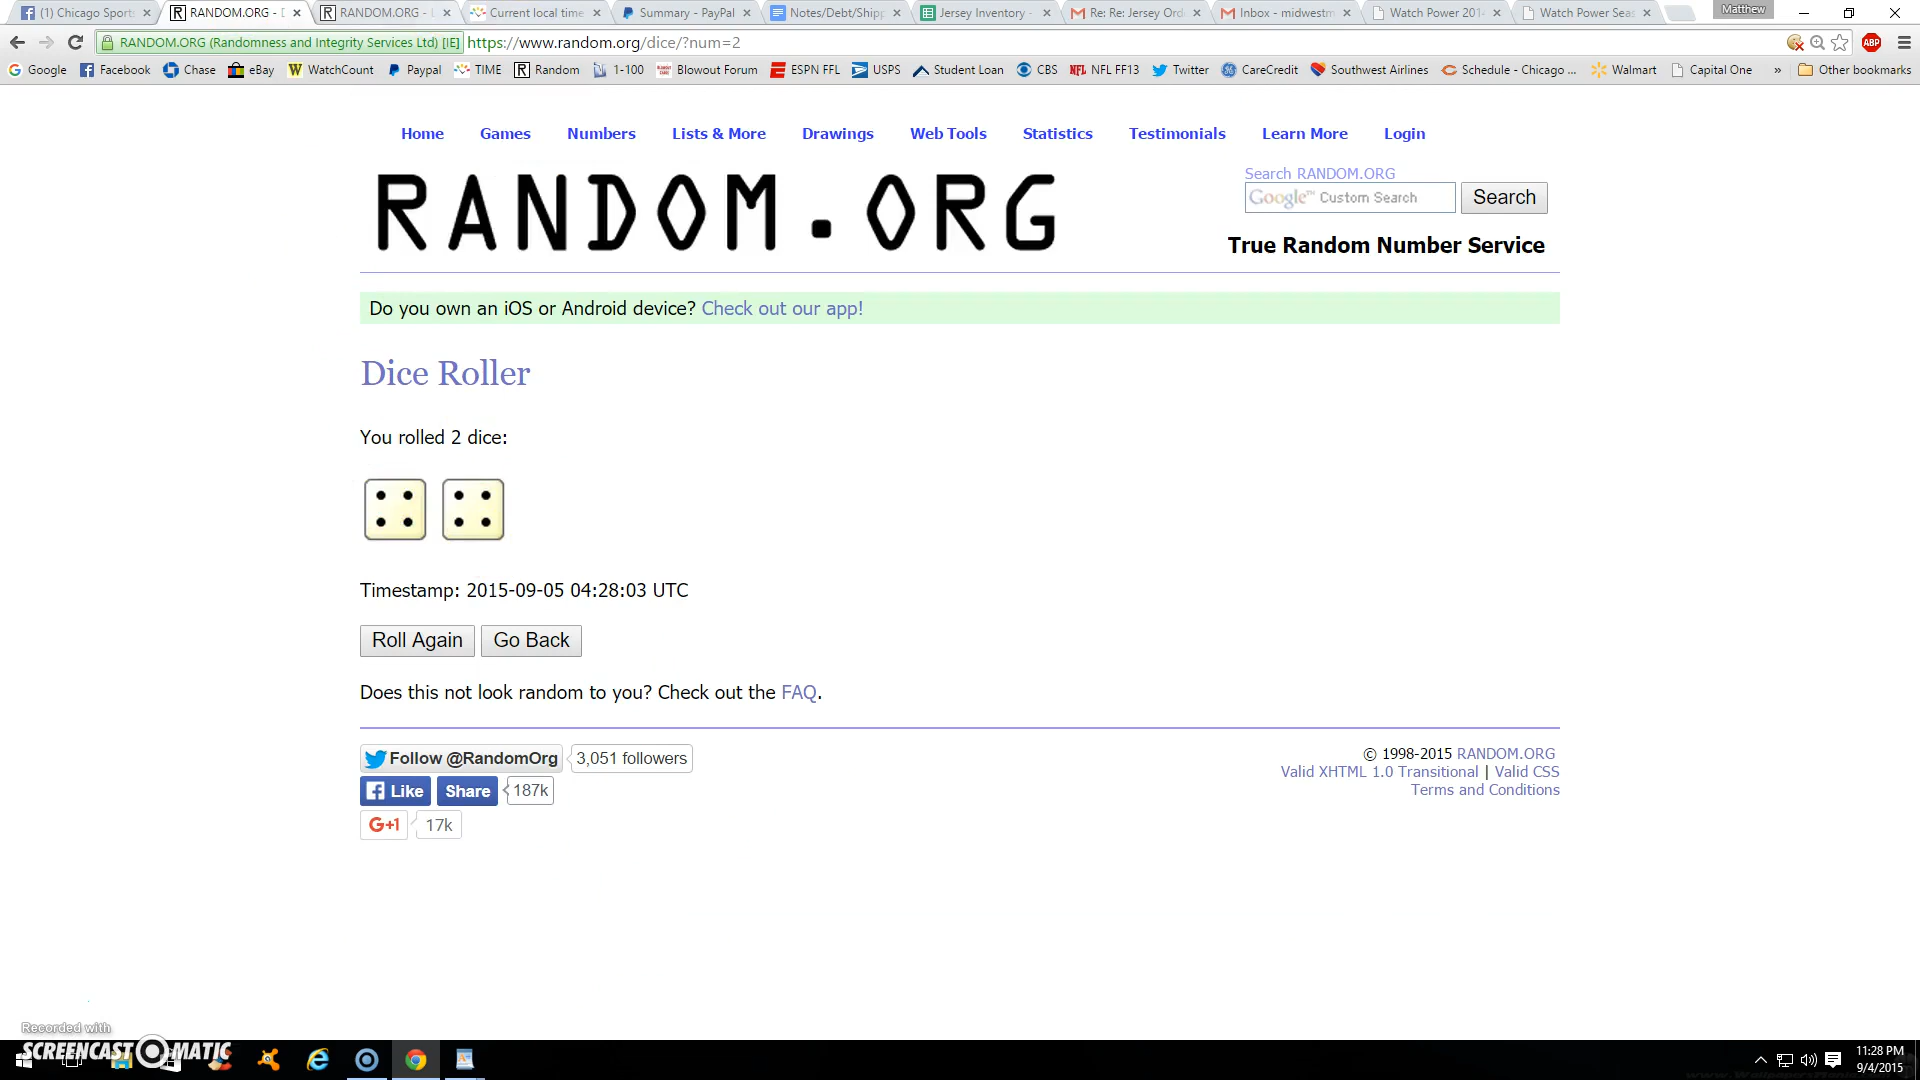 (1) Chicago Sport
RANDOM.ORG - D
RANDOM.ORG - L
Current local time
Summary - PayPal
Notes/Debt/Shipp
Jersey Inventory -
Re: Re: Jersey Ord
Inbox - midwestm
Watch Power 201
Watch Power Seas
Matthew
RANDOM.ORG (Randomness and Integrity Services Ltd) [IE]
https://www.random.org/dice/?num=2
ABP
Google
Facebook
Chase
eBay
WatchCount
Paypal
TIME
Random
1-100
Blowout Forum
ESPN FFL
USPS
Student Loan
CBS
NFL FF13
Twitter
CareCredit
Southwest Airlines
Schedule - Chicago ...
Walmart
Capital One
»
Other bookmarks
Home Games Numbers Lists & More Drawings Web Tools Statistics Testimonials Learn More Login
RANDOM.ORG
Search RANDOM.ORG
Google™ Custom Search
Search
True Random Number Service
Do you own an iOS or Android device? Check out our app!
Dice Roller
You rolled 2 dice:
Timestamp: 2015-09-05 04:28:03 UTC
Roll Again Go Back
Does this not look random to you? Check out the FAQ.
Follow @RandomOrg 3,051 followers
Like Share 187k
G+1 17k
© 1998-2015 RANDOM.ORG
Valid XHTML 1.0 Transitional | Valid CSS
Terms and Conditions
Recorded with
SCREENCAST-O-MATIC
11:28 PM
9/4/2015